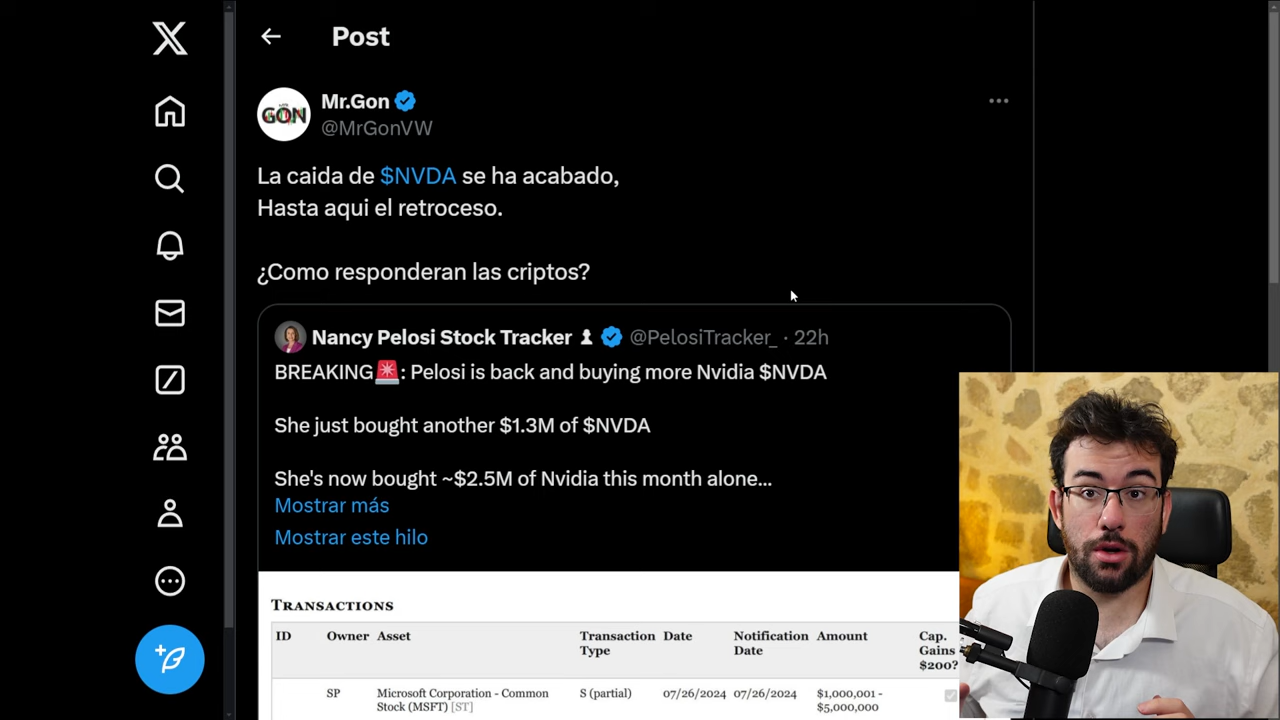 Post
GON
Mr.Gon
@MrGonVW
La caida de $NVDA se ha acabado,
Hasta aqui el retroceso.
¿Como responderan las criptos?
Nancy Pelosi Stock Tracker @PelosiTracker_ · 22h
BREAKING🚨: Pelosi is back and buying more Nvidia $NVDA
She just bought another $1.3M of $NVDA
She's now bought ~$2.5M of Nvidia this month alone...
Mostrar más
Mostrar este hilo
TRANSACTIONS
ID Owner Asset Transaction Type Date Notification Date Amount Cap. Gains > $200?
SP Microsoft Corporation - Common Stock (MSFT) [ST] S (partial) 07/26/2024 07/26/2024 $1,000,001 - $5,000,000